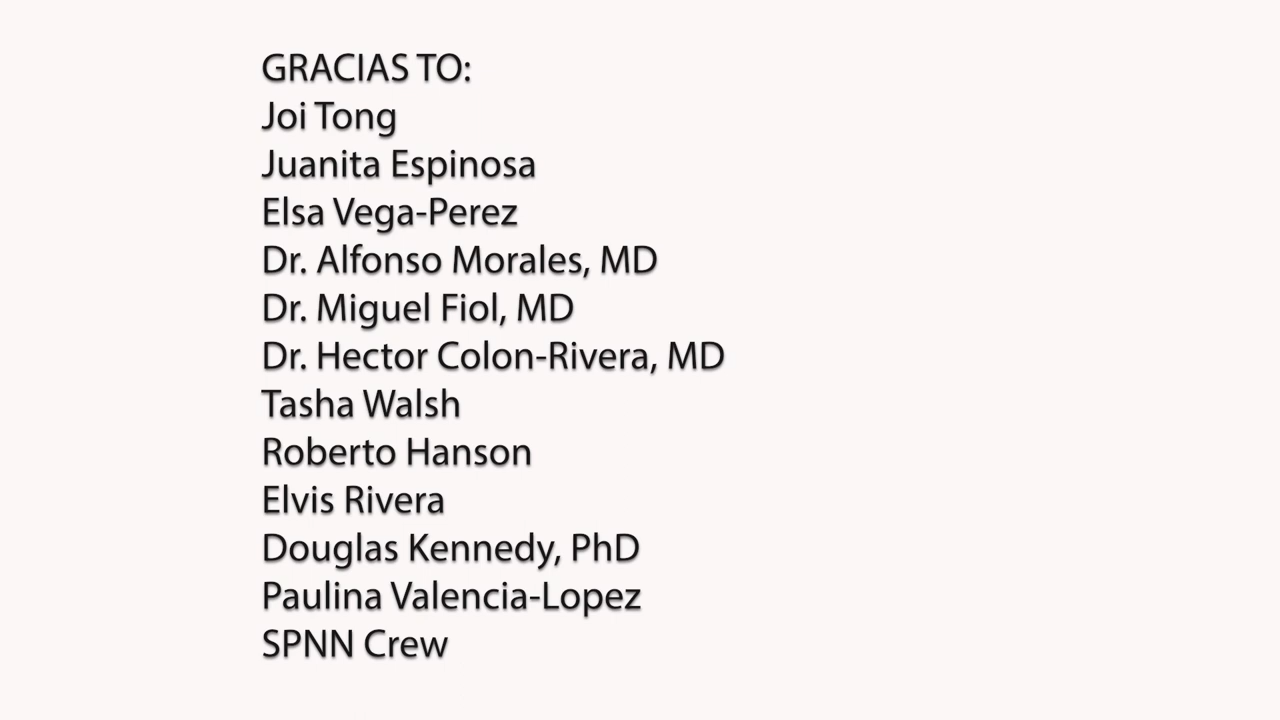 GRACIAS TO:
Joi Tong
Juanita Espinosa
Elsa Vega-Perez
Dr. Alfonso Morales, MD
Dr. Miguel Fiol, MD
Dr. Hector Colon-Rivera, MD
Tasha Walsh
Roberto Hanson
Elvis Rivera
Douglas Kennedy, PhD
Paulina Valencia-Lopez
SPNN Crew